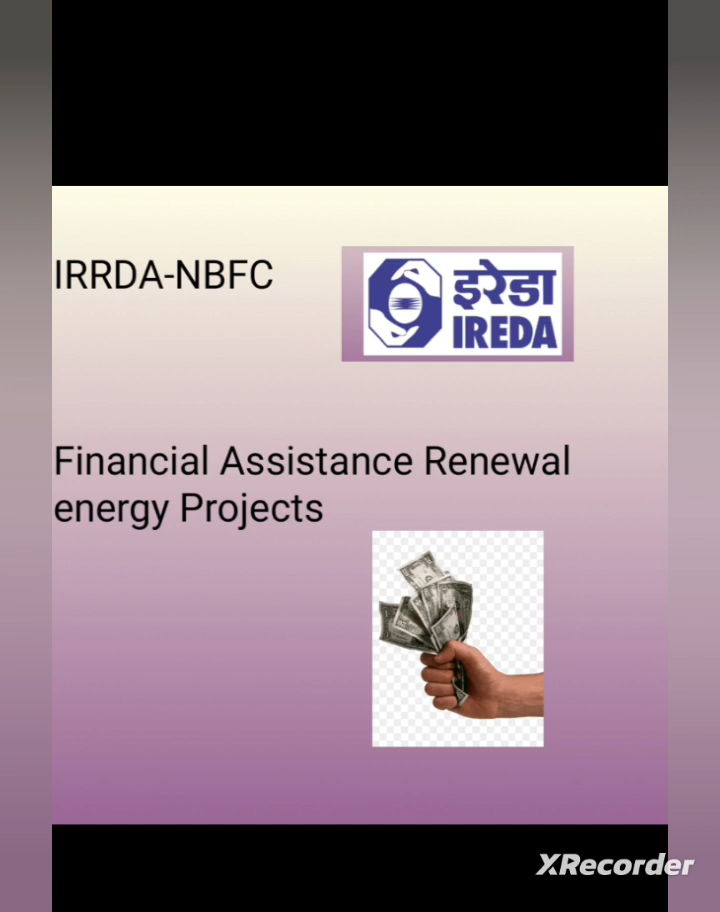 IRRDA-NBFC
इरेडा
IREDA
Financial Assistance Renewal
energy Projects
XRecorder